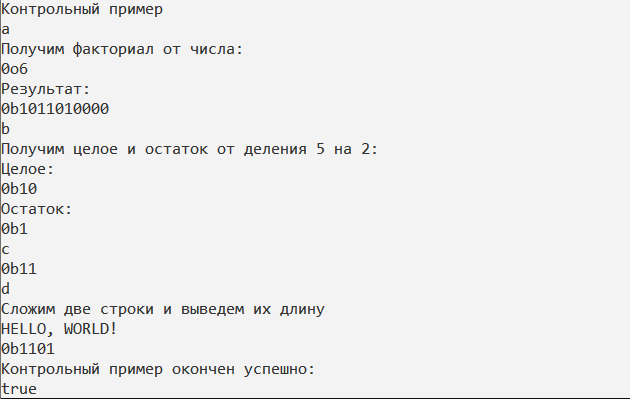 Контрольный пример
a
Получим факториал от числа:
0o6
Результат:
0b1011010000
b
Получим целое и остаток от деления 5 на 2:
Целое:
0b10
Остаток:
0b1
c
0b11
d
Сложим две строки и выведем их длину
HELLO, WORLD!
0b1101
Контрольный пример окончен успешно:
true